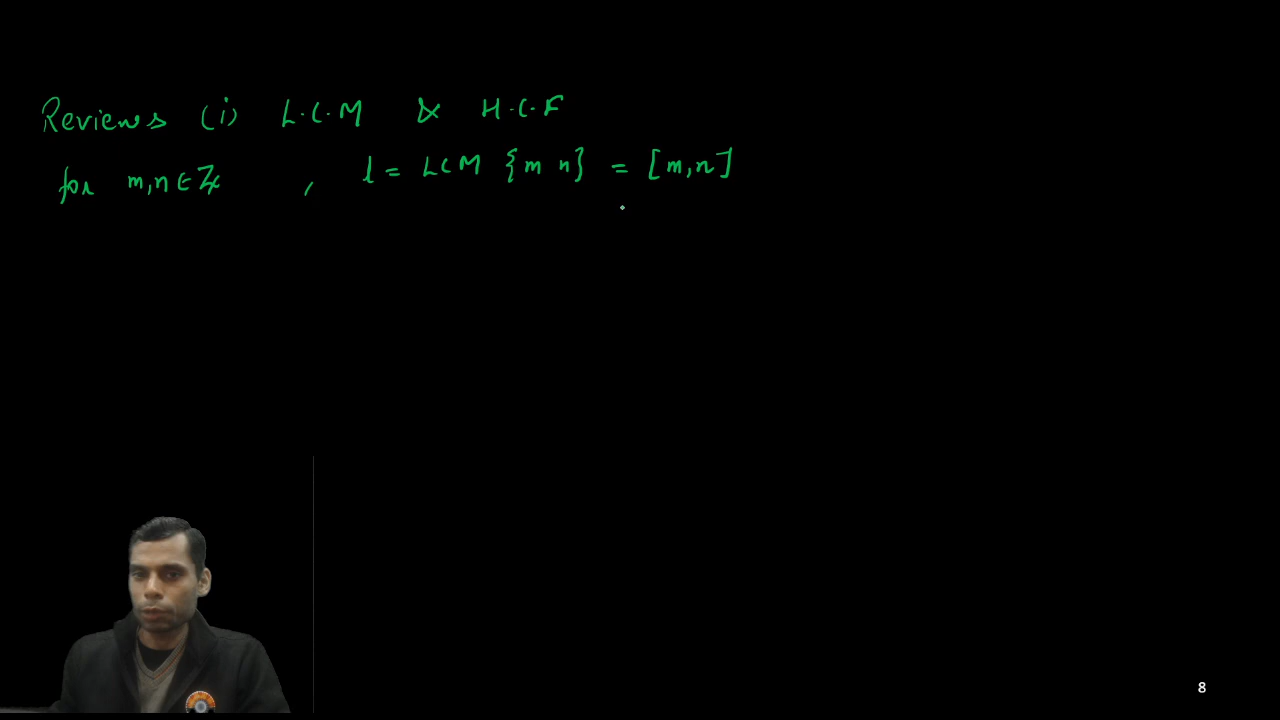 Reviews (i) L.C.M & H.C.F
for m,n ∈ ℤ , l = LCM {m n} = [m,n]
8